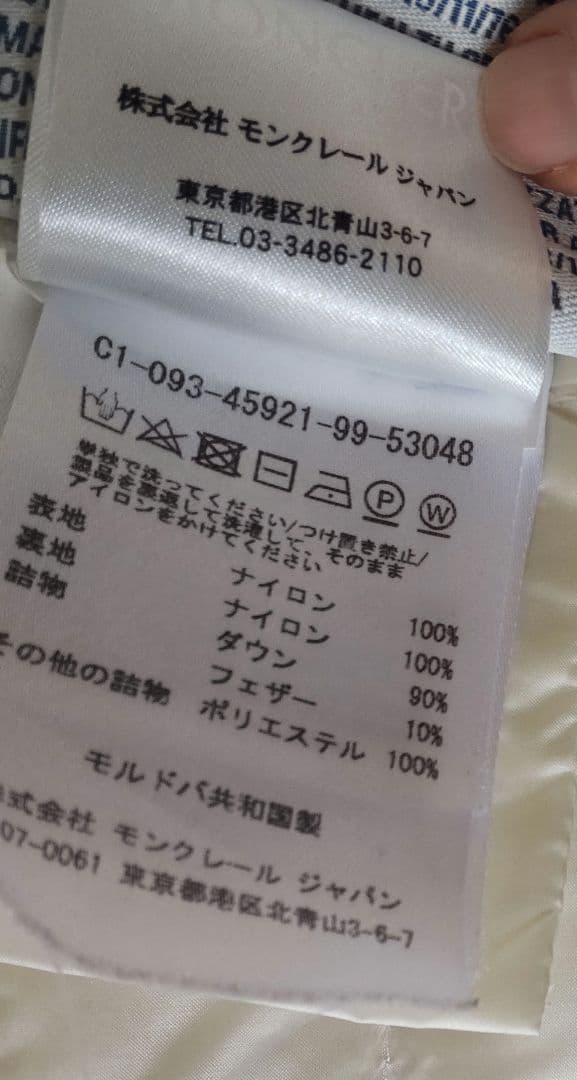 株式会社 モンクレール ジャパン
東京都港区北青山3-6-7
TEL.03-3486-2110
C1-093-45921-99-53048
P
W
単独で洗ってください/つけ置き禁止/
製品を裏返して洗濯して、そのまま
アイロンをかけてください
表地 ナイロン 100%
裏地 ナイロン 100%
詰物 ダウン 90%
フェザー 10%
その他の詰物 ポリエステル 100%
モルドバ共和国製
株式会社 モンクレール ジャパン
07-0061 東京都港区北青山3-6-7